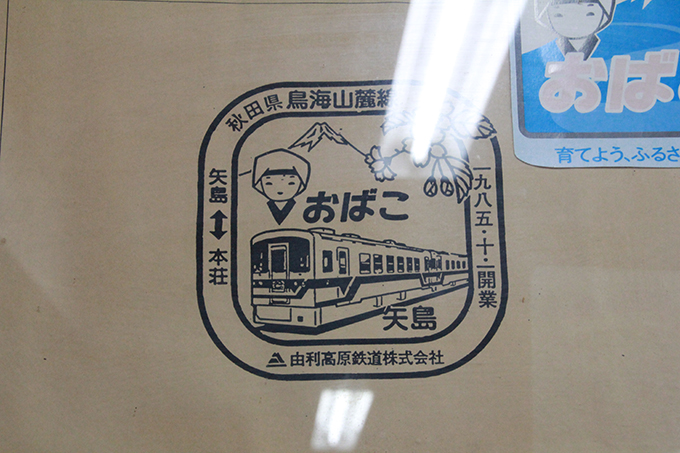 秋田県 鳥海山麓線
矢島↔本荘
おばこ
一九八五・十・一開業
矢島
由利高原鉄道株式会社
おば
育てよう、ふるさ